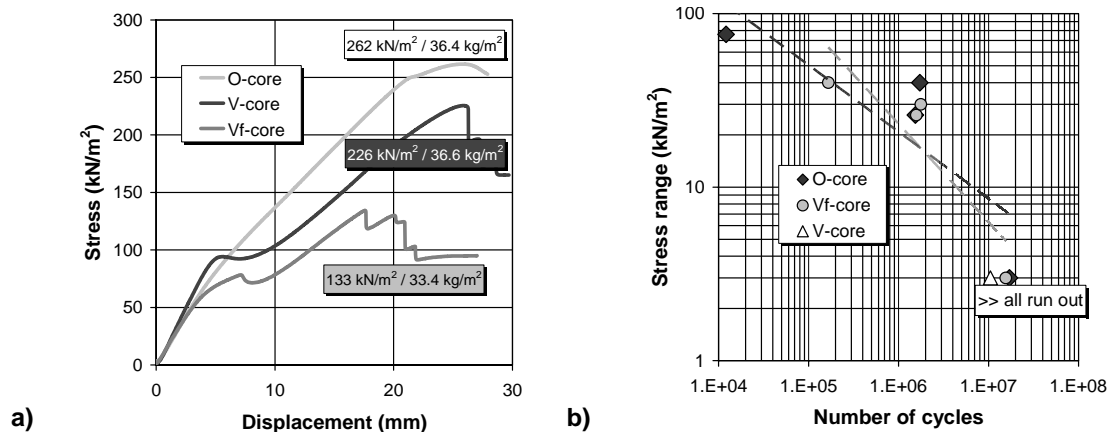 300
250
200
150
100
50
0
0
10
20
30
Stress (kN/m²)
Displacement (mm)
O-core
V-core
Vf-core
262 kN/m² / 36.4 kg/m²
226 kN/m² / 36.6 kg/m²
133 kN/m² / 33.4 kg/m²
a)
100
10
1
1.E+04
1.E+05
1.E+06
1.E+07
1.E+08
Stress range (kN/m²)
Number of cycles
O-core
Vf-core
V-core
>> all run out
b)